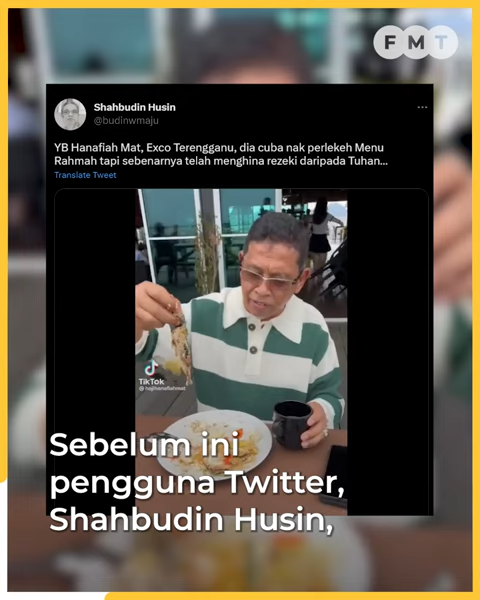 FMT
Shahbudin Husin
@budinwmaju
YB Hanafiah Mat, Exco Terengganu, dia cuba nak perlekeh Menu
Rahmah tapi sebenarnya telah menghina rezeki daripada Tuhan...
Translate Tweet
TikTok
@hajihanafiahmat
Sebelum ini
pengguna Twitter,
Shahbudin Husin,